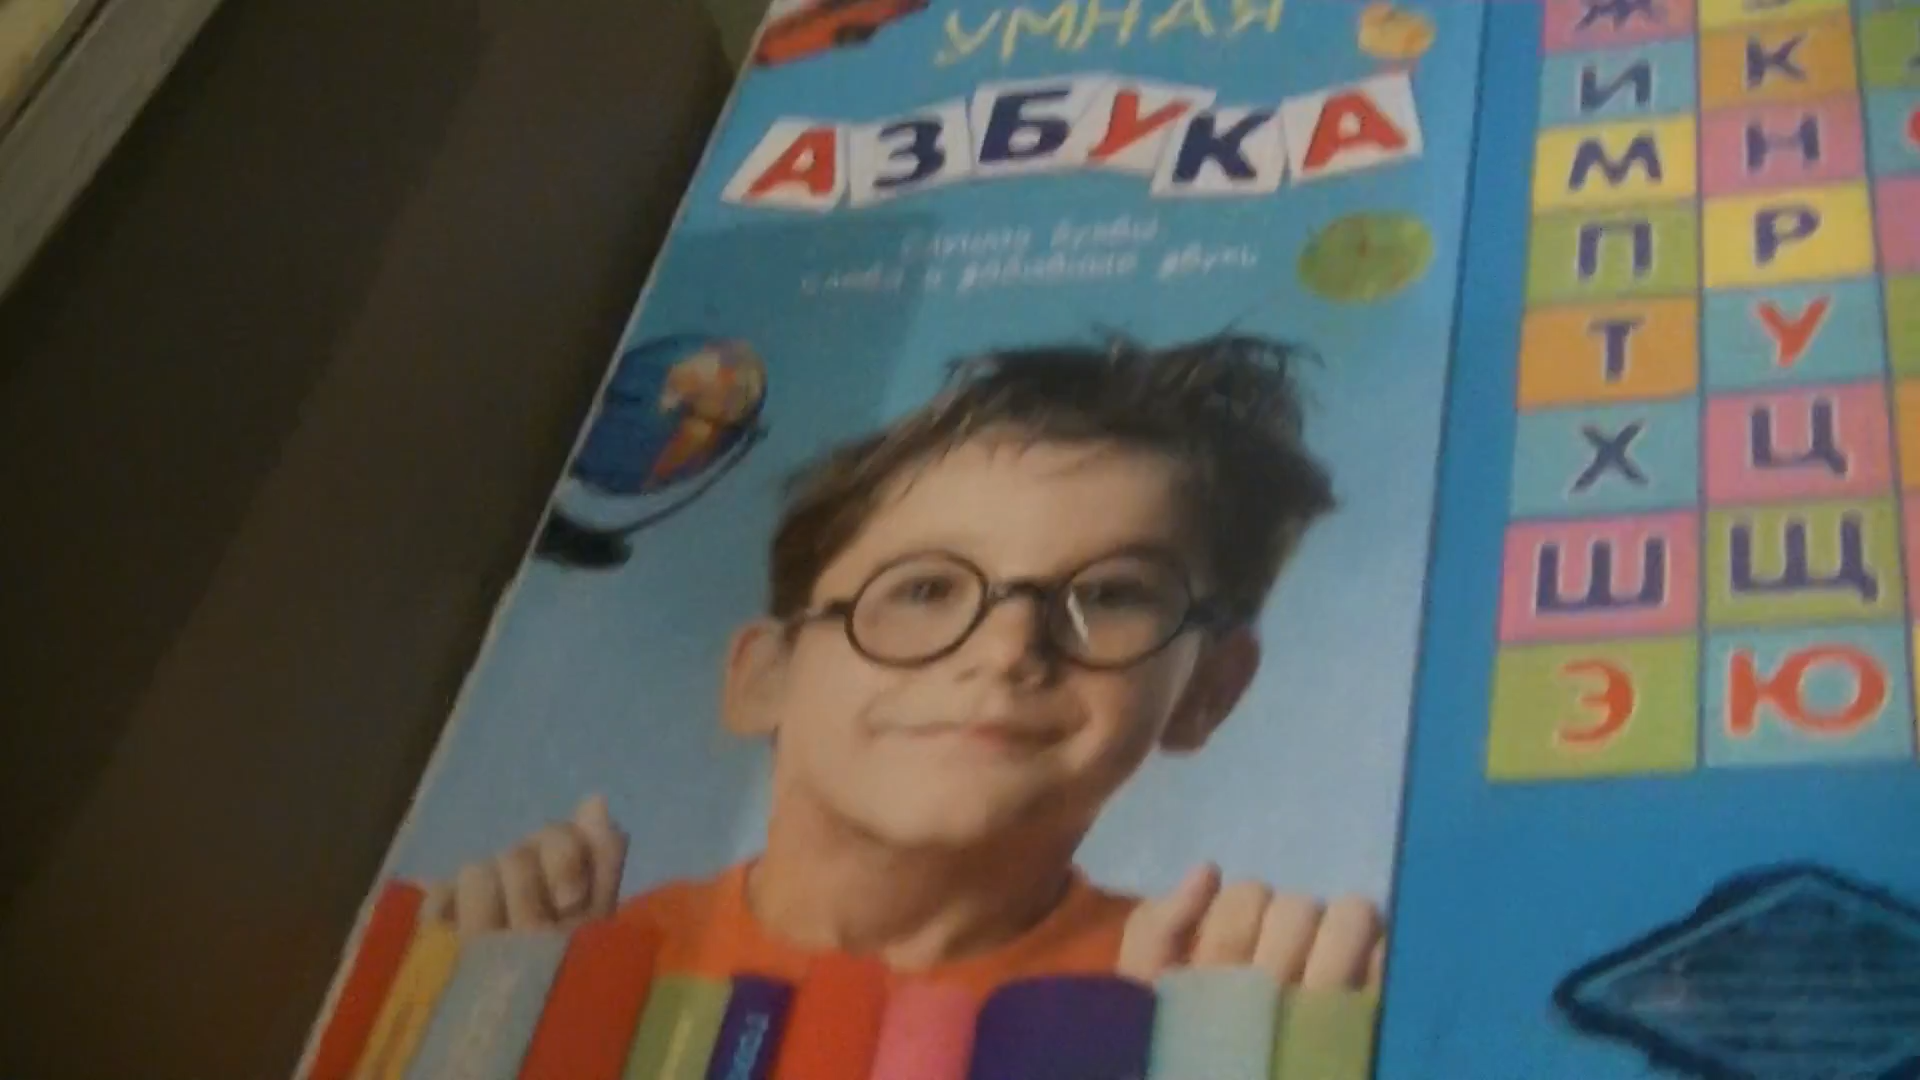 УМНАЯ
АЗБУКА
Ж
И К
М Н
П Р
Т У
Х Ц
Ш Щ
Э Ю